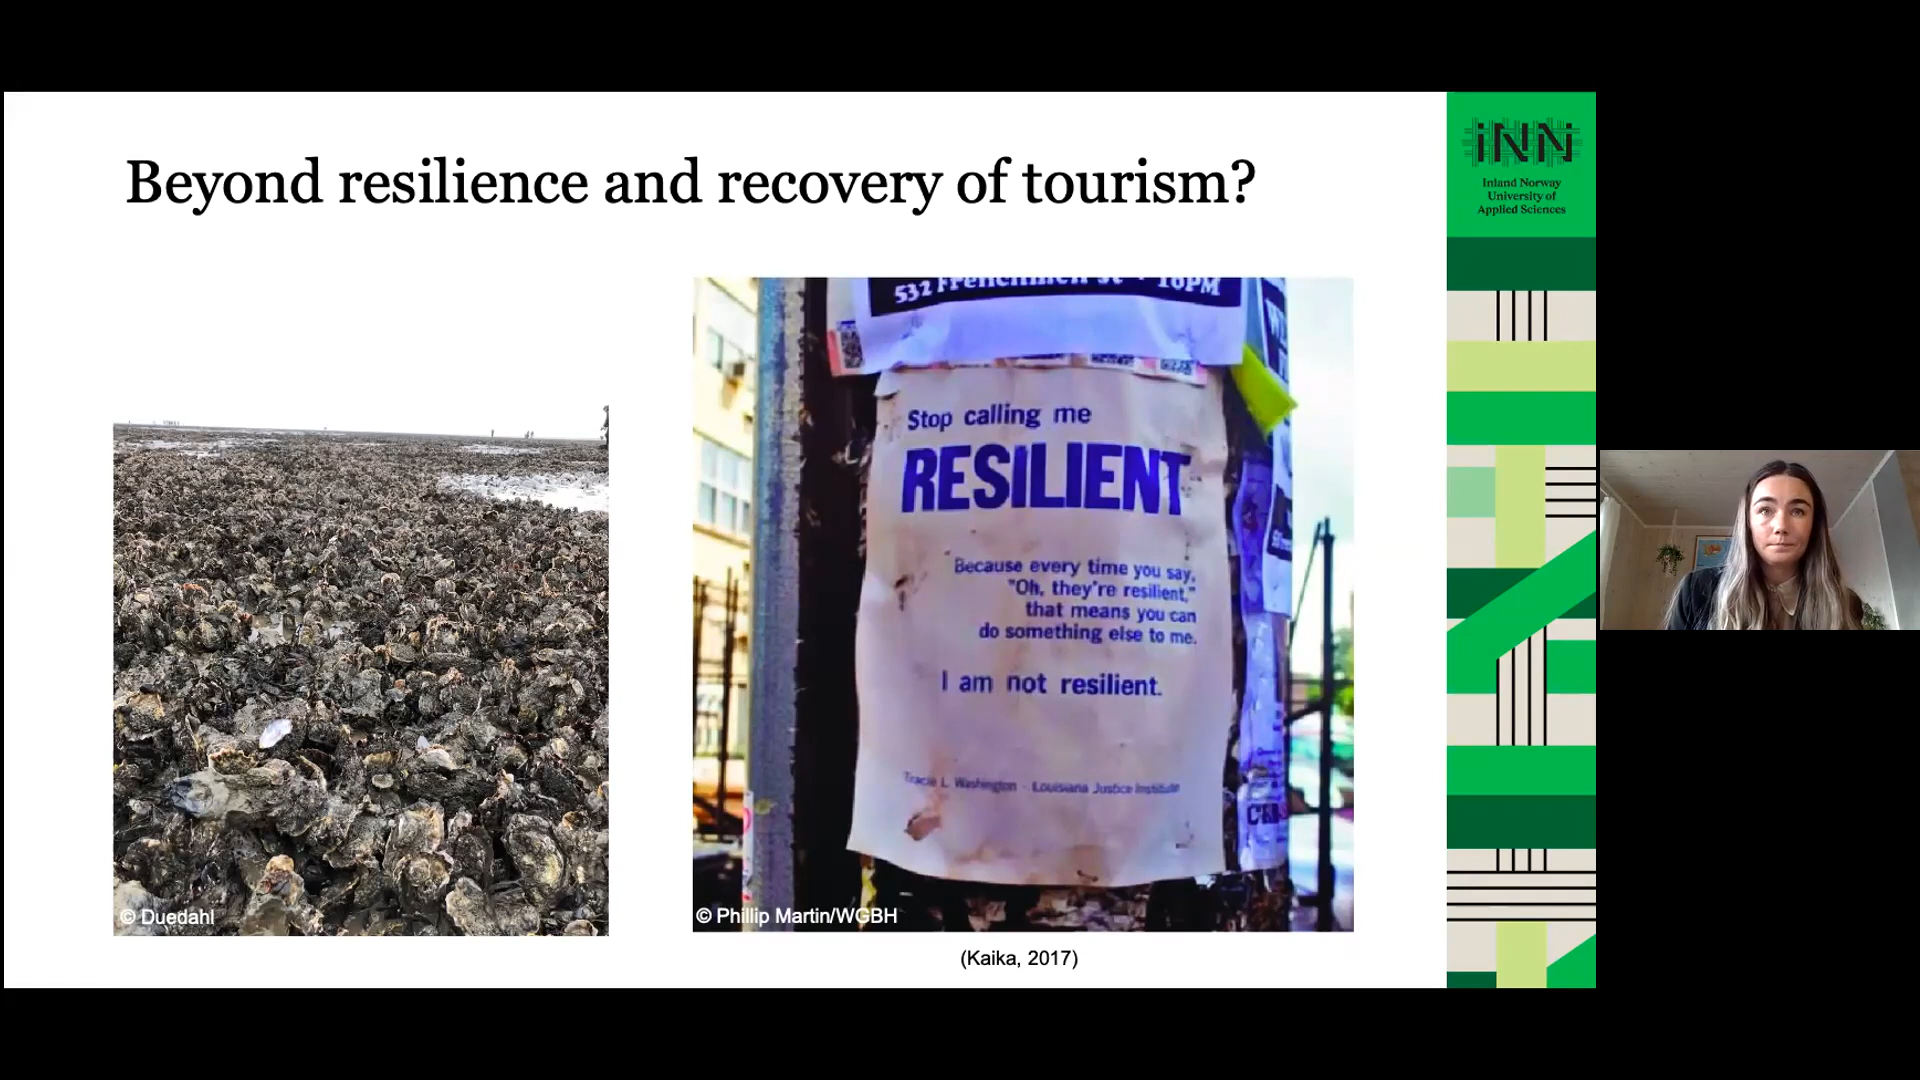 Beyond resilience and recovery of tourism?
iNN
Inland Norway
University of
Applied Sciences
532 Frenchmen St • 10PM
Stop calling me
RESILIENT
Because every time you say,
"Oh, they're resilient,"
that means you can
do something else to me.
I am not resilient.
Tracie L. Washington - Louisiana Justice Institute
© Duedahl
© Phillip Martin/WGBH
(Kaika, 2017)